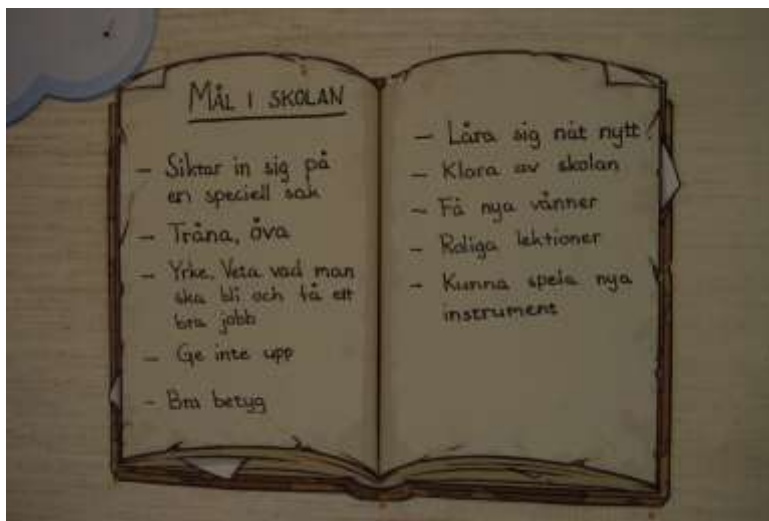 MÅL I SKOLAN
- Siktar in sig på
en speciell sak
- Träna, öva
- Yrke. Veta vad man
ska bli och få ett
bra jobb
- Ge inte upp
- Bra betyg
- Lära sig nåt nytt
- Klara av skolan
- Få nya vänner
- Roliga lektioner
- Kunna spela nya
instrument